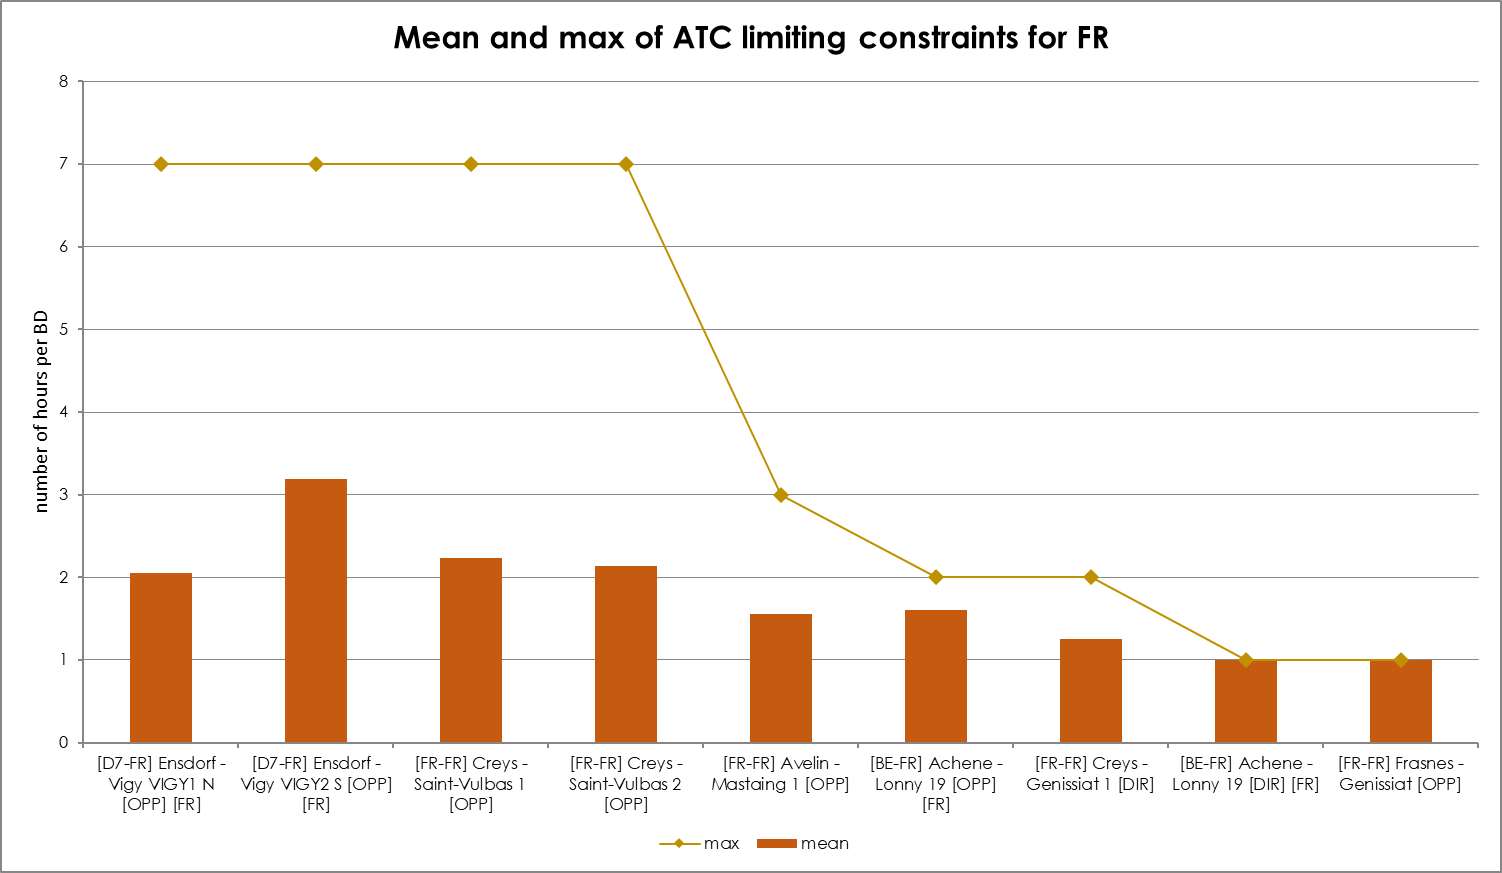 Mean and max of ATC limiting constraints for FR
number of hours per BD
8
7
6
5
4
3
2
1
0
[D7-FR] Ensdorf -
Vigy VIGY1 N
[OPP] [FR]
[D7-FR] Ensdorf -
Vigy VIGY2 S [OPP]
[FR]
[FR-FR] Creys -
Saint-Vulbas 1
[OPP]
[FR-FR] Creys -
Saint-Vulbas 2
[OPP]
[FR-FR] Avelin -
Mastaing 1 [OPP]
[BE-FR] Achene -
Lonny 19 [OPP]
[FR]
[FR-FR] Creys -
Genissiat 1 [DIR]
[BE-FR] Achene -
Lonny 19 [DIR] [FR]
[FR-FR] Frasnes -
Genissiat [OPP]
max
mean